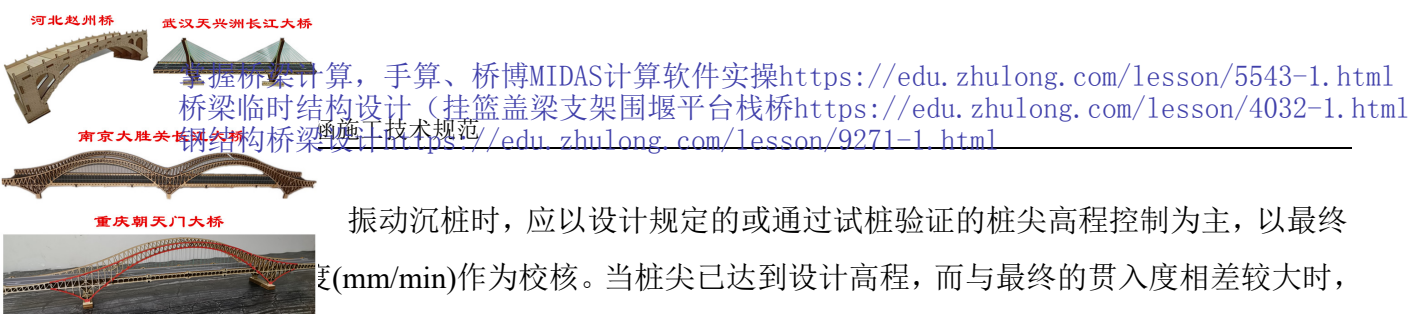 河北赵州桥
武汉天兴洲长江大桥
掌握桥梁计算，手算、桥博MIDAS计算软件实操https://edu.zhulong.com/lesson/5543-1.html
桥梁临时结构设计（挂篮盖梁支架围堰平台栈桥https://edu.zhulong.com/lesson/4032-1.html
南京大胜关长江大桥
钢结构桥梁设计https://edu.zhulong.com/lesson/9271-1.html
涵施工技术规范
重庆朝天门大桥
振动沉桩时，应以设计规定的或通过试桩验证的桩尖高程控制为主，以最终
度(mm/min)作为校核。当桩尖已达到设计高程，而与最终的贯入度相差较大时，